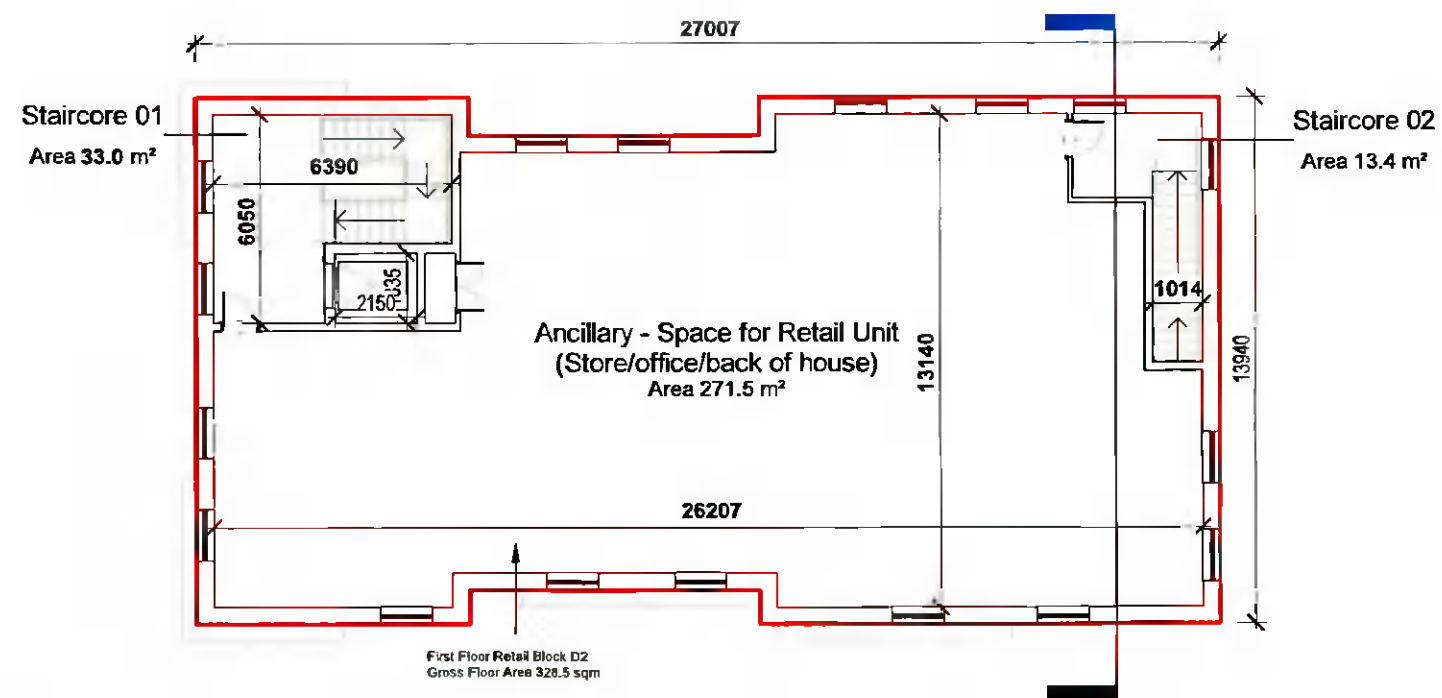 27007
Staircore 01
Area 33.0 m²
Staircore 02
Area 13.4 m²
6390
6050
2150
1014
13140
13940
Ancillary - Space for Retail Unit
(Store/office/back of house)
Area 271.5 m²
26207
First Floor Retail Block D2
Gross Floor Area 328.5 sqm